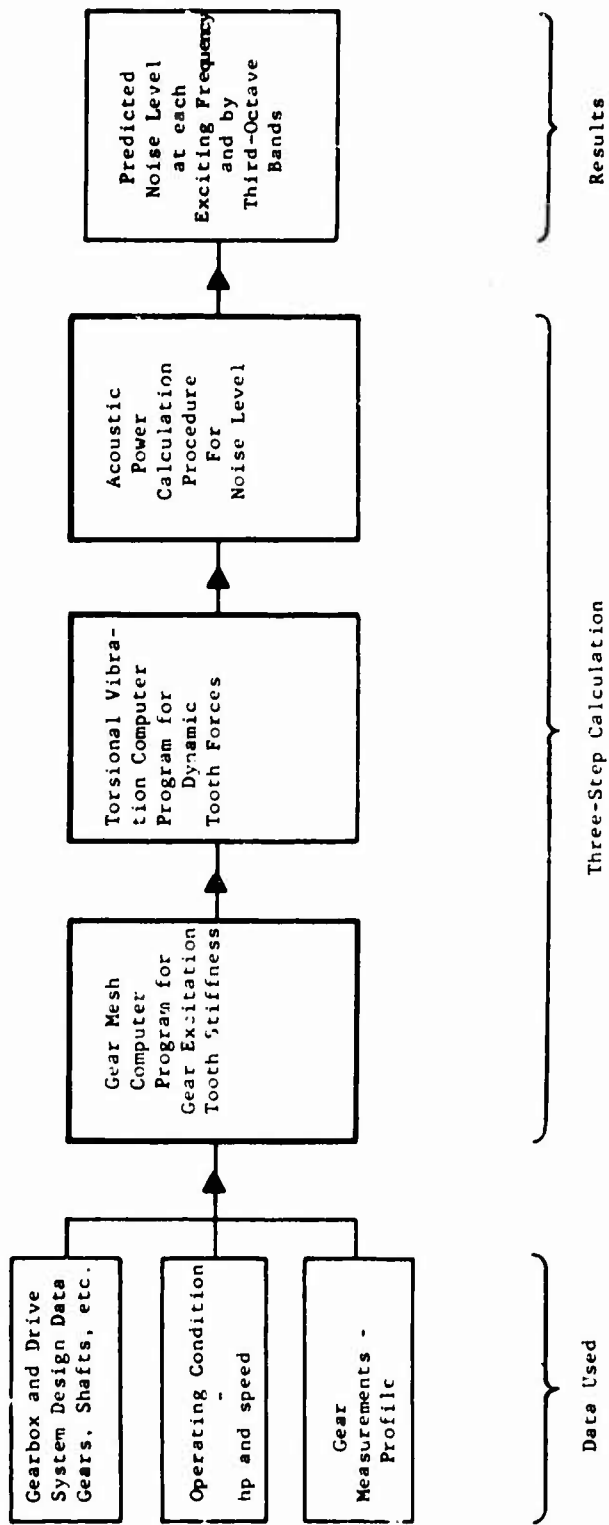 Gearbox and Drive
System Design Data
Gears, Shafts, etc.
Operating Condition
-
hp and speed
Gear
Measurements -
Profile
Data Used
Gear Mesh
Computer
Program for
Gear Excitation
Tooth Stiffness
Torsional Vibra-
tion Computer
Program for
Dynamic
Tooth Forces
Acoustic
Power
Calculation
Procedure
For
Noise Level
Three-Step Calculation
Predicted
Noise Level
at each
Exciting Frequency
and by
Third-Octave
Bands
Results